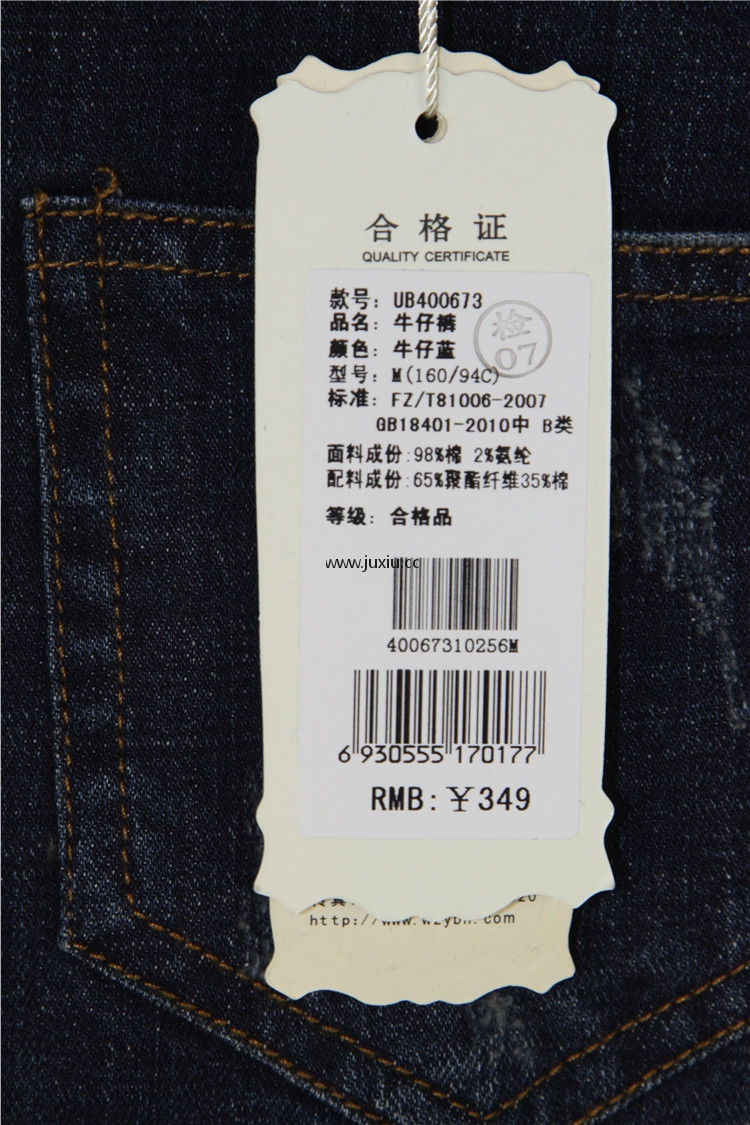 合格证
QUALITY CERTIFICATE
款号: UB400673
品名: 牛仔裤
颜色: 牛仔蓝
检
07
型号: M(160/94C)
标准: FZ/T81006-2007
GB18401-2010中 B类
面料成份:98%棉 2%氨纶
配料成份:65%聚酯纤维35%棉
等级: 合格品
www.juxiu.cc
40067310256M
6 930555 170177
RMB: ¥349
20